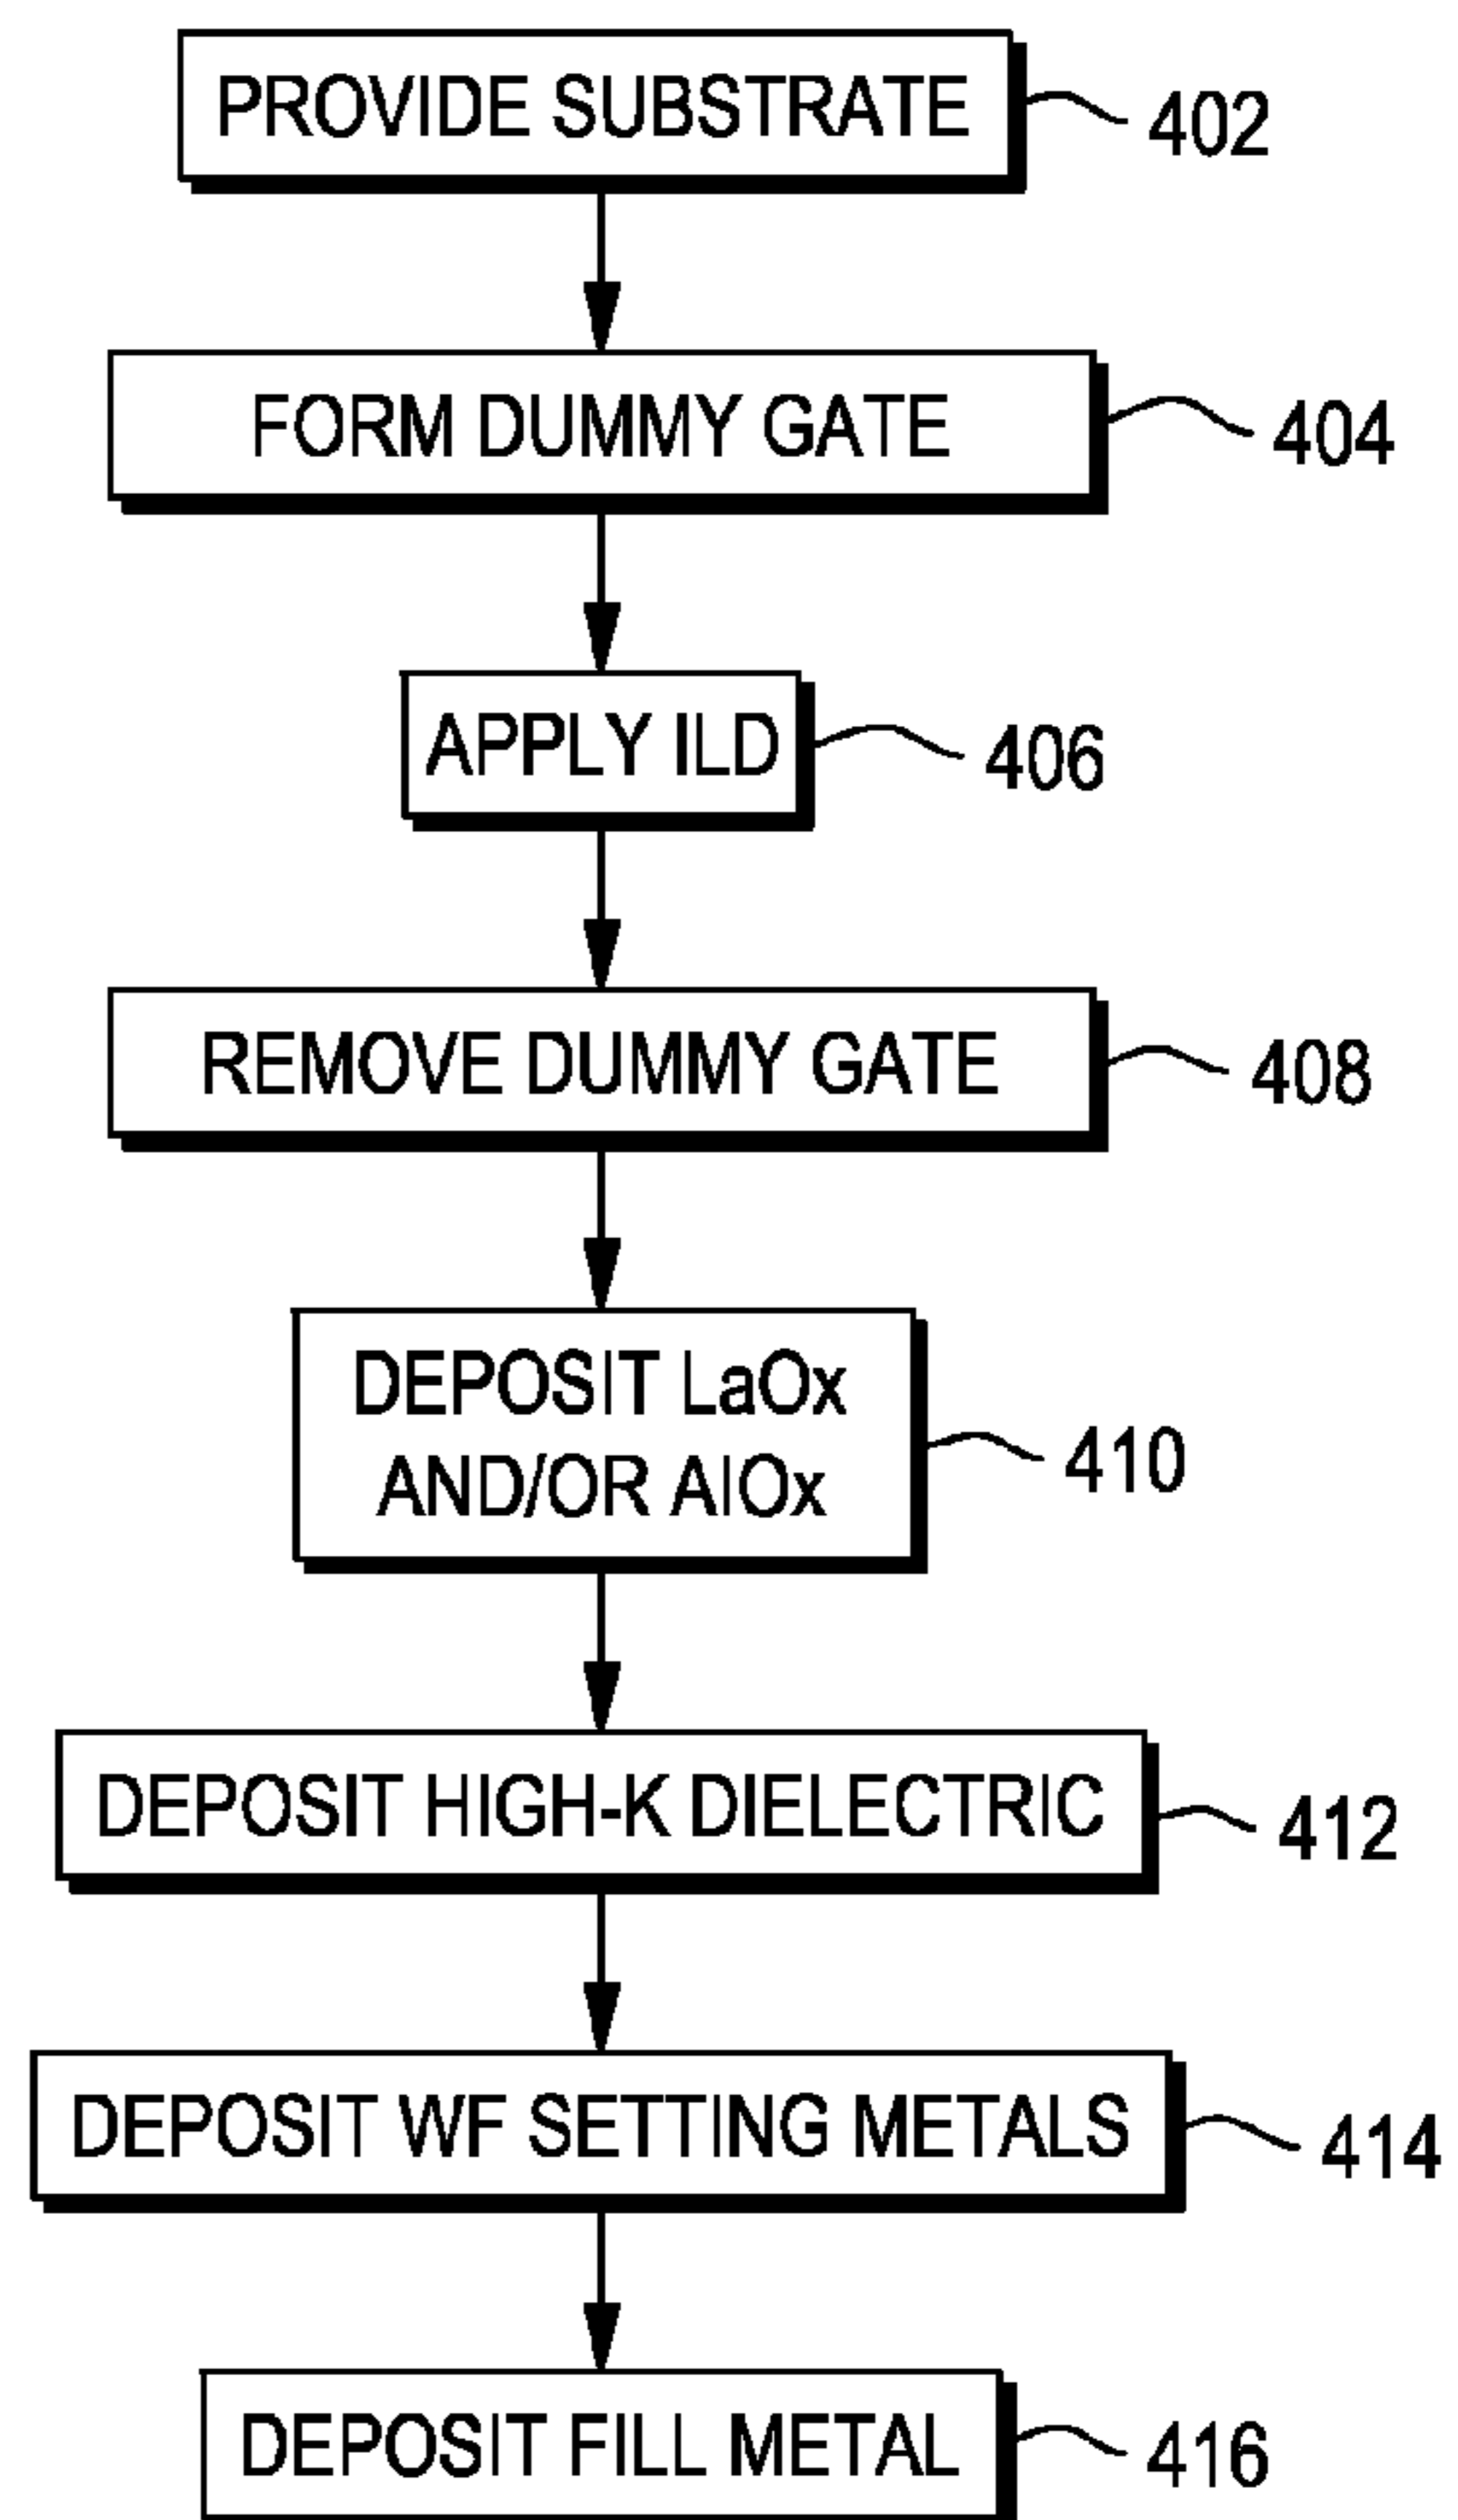 PROVIDE SUBSTRATE
402
FORM DUMMY GATE
404
APPLY ILD
406
REMOVE DUMMY GATE
408
DEPOSIT LaOx
AND/OR AlOx
410
DEPOSIT HIGH-K DIELECTRIC
412
DEPOSIT WF SETTING METALS
414
DEPOSIT FILL METAL
416